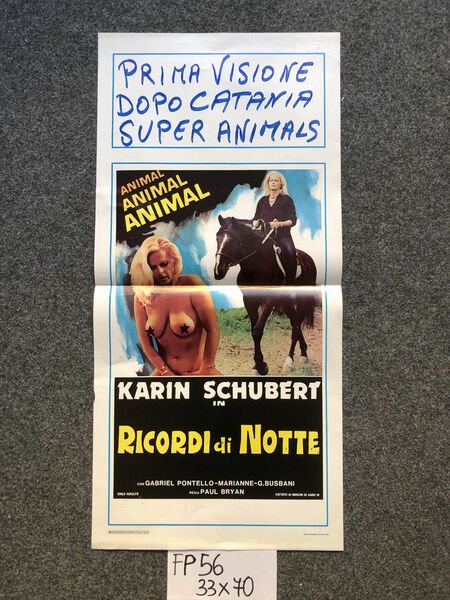 PRIMA VISIONE
DOPO CATANIA
SUPER ANIMALS
ANIMAL
ANIMAL
ANIMAL
KARIN SCHUBERT
IN
RICORDI di NOTTE
CON GABRIEL PONTELLO-MARIANNE-G.BUSBANI
REGIA PAUL BRYAN
ONLY ADULTS
VIETATO AI MINORI DI ANNI 18
FP56
33x70